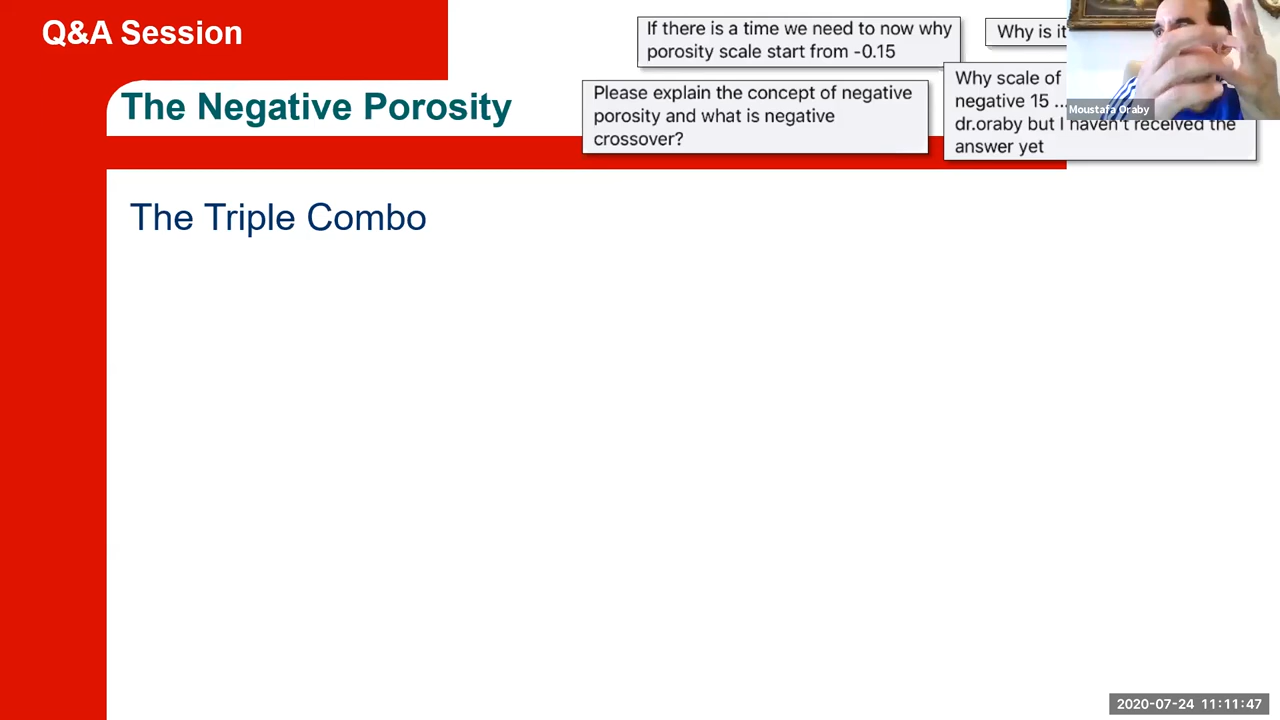 Q&A Session
The Negative Porosity
If there is a time we need to now why
porosity scale start from -0.15
Please explain the concept of negative
porosity and what is negative
crossover?
Why is it
Why scale of
negative 15 ...
dr.oraby but I haven't received the
answer yet
Moustafa Oraby
The Triple Combo
2020-07-24 11:11:47